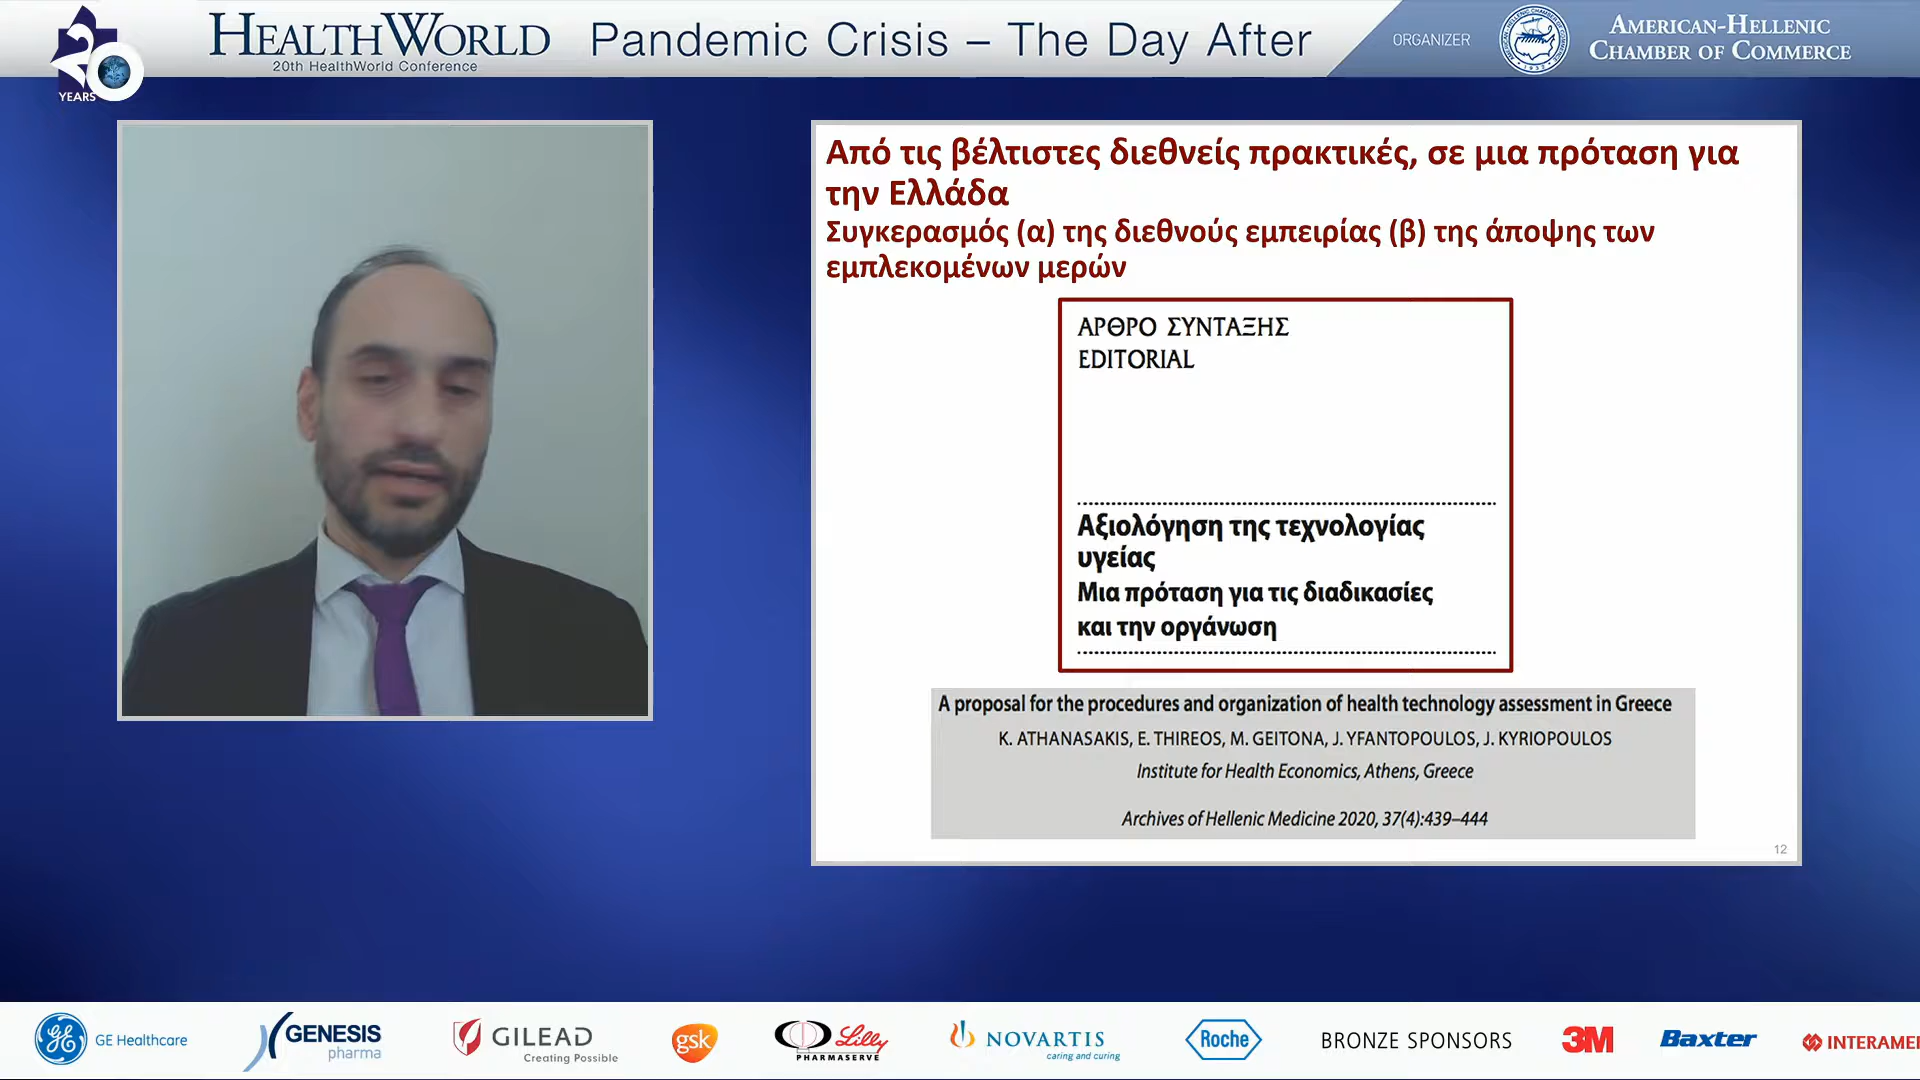 20
YEARS
HEALTHWORLD
20th HealthWorld Conference
Pandemic Crisis – The Day After
ORGANIZER
AMERICAN-HELLENIC
CHAMBER OF COMMERCE
Από τις βέλτιστες διεθνείς πρακτικές, σε μια πρόταση για
την Ελλάδα
Συγκερασμός (α) της διεθνούς εμπειρίας (β) της άποψης των
εμπλεκομένων μερών
ΑΡΘΡΟ ΣΥΝΤΑΞΗΣ
EDITORIAL
Αξιολόγηση της τεχνολογίας
υγείας
Μια πρόταση για τις διαδικασίες
και την οργάνωση
A proposal for the procedures and organization of health technology assessment in Greece
K. ATHANASAKIS, E. THIREOS, M. GEITONA, J. YFANTOPOULOS, J. KYRIOPOULOS
Institute for Health Economics, Athens, Greece
Archives of Hellenic Medicine 2020, 37(4):439–444
12
GE Healthcare
GENESIS
pharma
GILEAD
Creating Possible
gsk
Lilly
PHARMASERVE
NOVARTIS
caring and curing
Roche
BRONZE SPONSORS
3M
Baxter
INTERAMER